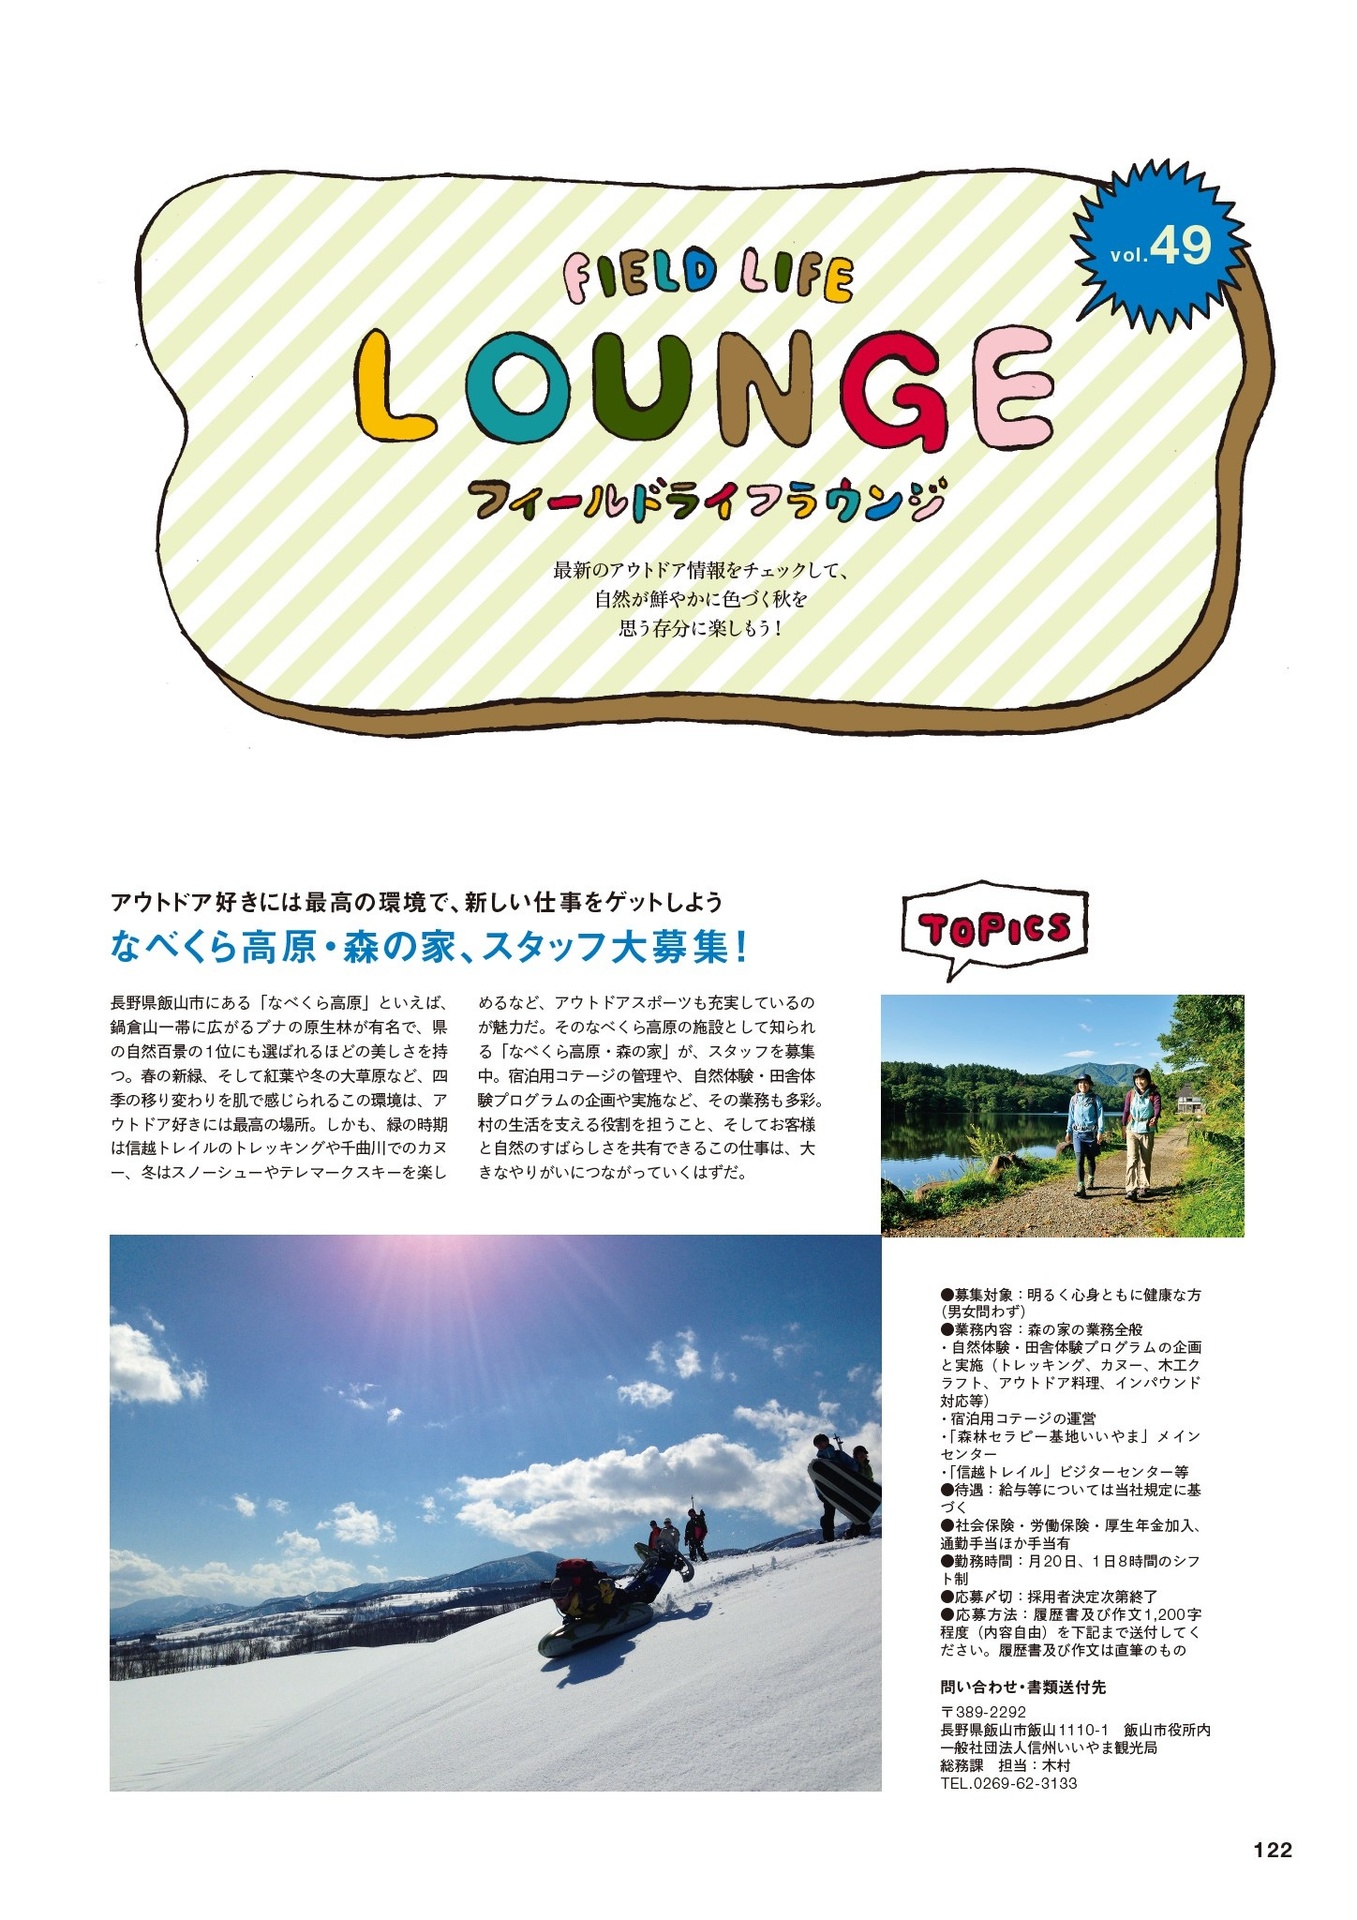 vol.49
FIELD LIFE
LOUNGE
フィールドライフラウンジ
最新のアウトドア情報をチェックして、
自然が鮮やかに色づく秋を
思う存分に楽しもう！
アウトドア好きには最高の環境で、新しい仕事をゲットしよう
なべくら高原・森の家、スタッフ大募集！
長野県飯山市にある「なべくら高原」といえば、
鍋倉山一帯に広がるブナの原生林が有名で、県
の自然百景の1位にも選ばれるほどの美しさを持
つ。春の新緑、そして紅葉や冬の大草原など、四
季の移り変わりを肌で感じられるこの環境は、ア
ウトドア好きには最高の場所。しかも、緑の時期
は信越トレイルのトレッキングや千曲川でのカヌ
ー、冬はスノーシューやテレマークスキーを楽し
めるなど、アウトドアスポーツも充実しているの
が魅力だ。そのなべくら高原の施設として知られ
る「なべくら高原・森の家」が、スタッフを募集
中。宿泊用コテージの管理や、自然体験・田舎体
験プログラムの企画や実施など、その業務も多彩。
村の生活を支える役割を担うこと、そしてお客様
と自然のすばらしさを共有できるこの仕事は、大
きなやりがいにつながっていくはずだ。
TOPICS
●募集対象：明るく心身ともに健康な方
（男女問わず）
●業務内容：森の家の業務全般
・自然体験・田舎体験プログラムの企画
と実施（トレッキング、カヌー、木工ク
ラフト、アウトドア料理、インバウンド
対応等）
・宿泊用コテージの運営
・「森林セラピー基地いいやま」メイン
センター
・「信越トレイル」ビジターセンター等
●待遇：給与等については当社規定に基
づく
●社会保険・労働保険・厚生年金加入、
通勤手当ほか手当有
●勤務時間：月20日、1日8時間のシフ
ト制
●応募〆切：採用者決定次第終了
●応募方法：履歴書及び作文1,200字
程度（内容自由）を下記まで送付してく
ださい。履歴書及び作文は直筆のもの
問い合わせ・書類送付先
〒389-2292
長野県飯山市飯山1110-1　飯山市役所内
一般社団法人信州いいやま観光局
総務課　担当：木村
TEL.0269-62-3133
122